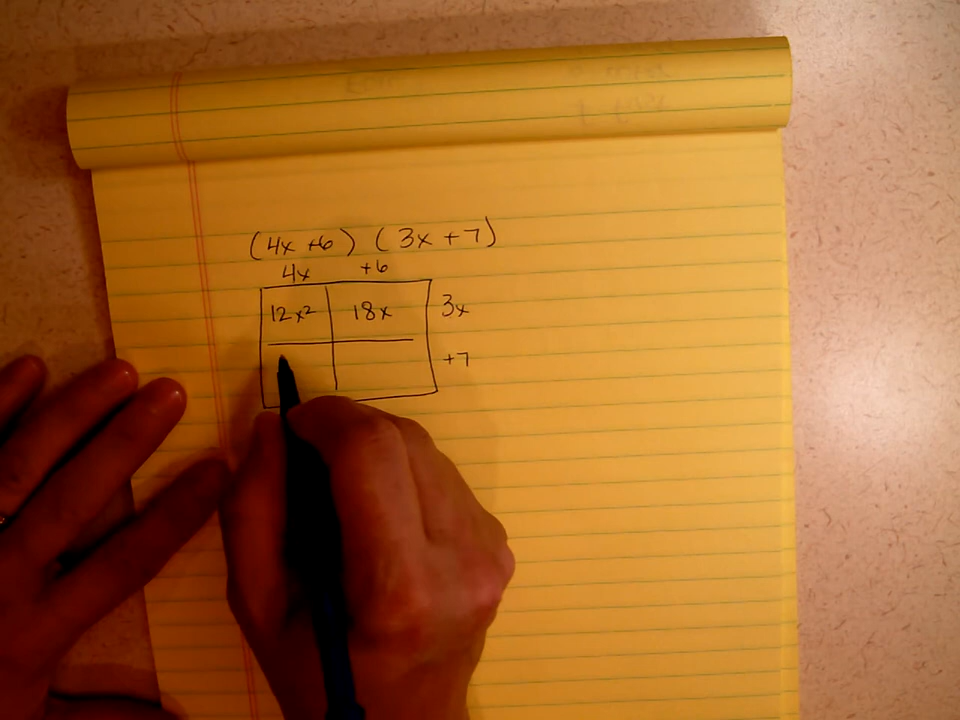 (4x +6) (3x +7)
4x +6
12x² 18x 3x
+7